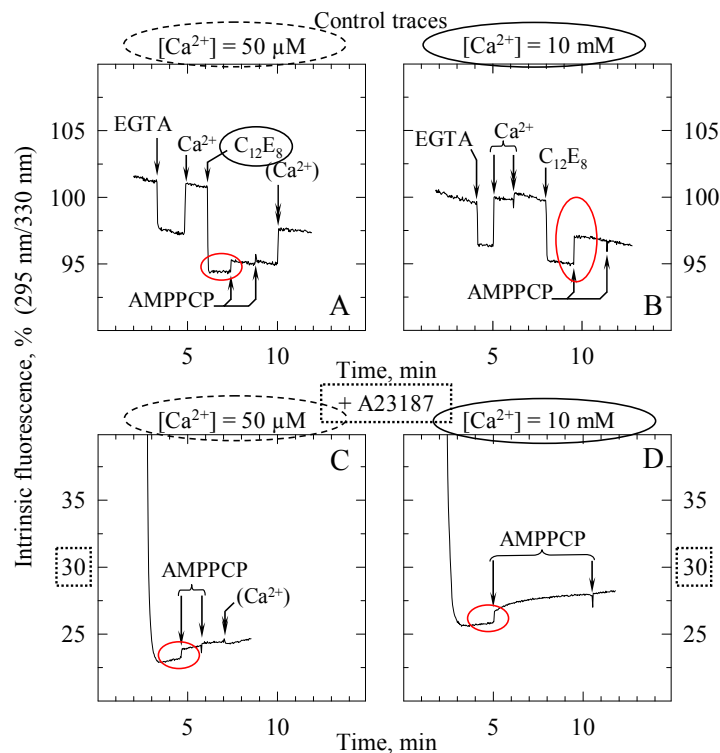 Control traces
[Ca²⁺] = 50 µM
[Ca²⁺] = 10 mM
105
100
95
EGTA
Ca²⁺
C₁₂E₈
(Ca²⁺)
AMPPCP
A
5
10
EGTA
Ca²⁺
C₁₂E₈
AMPPCP
B
105
100
95
5
10
Time, min
Intrinsic fluorescence, % (295 nm/330 nm)
+ A23187
[Ca²⁺] = 50 µM
[Ca²⁺] = 10 mM
35
30
25
C
AMPPCP
(Ca²⁺)
5
10
D
AMPPCP
35
30
25
5
10
Time, min